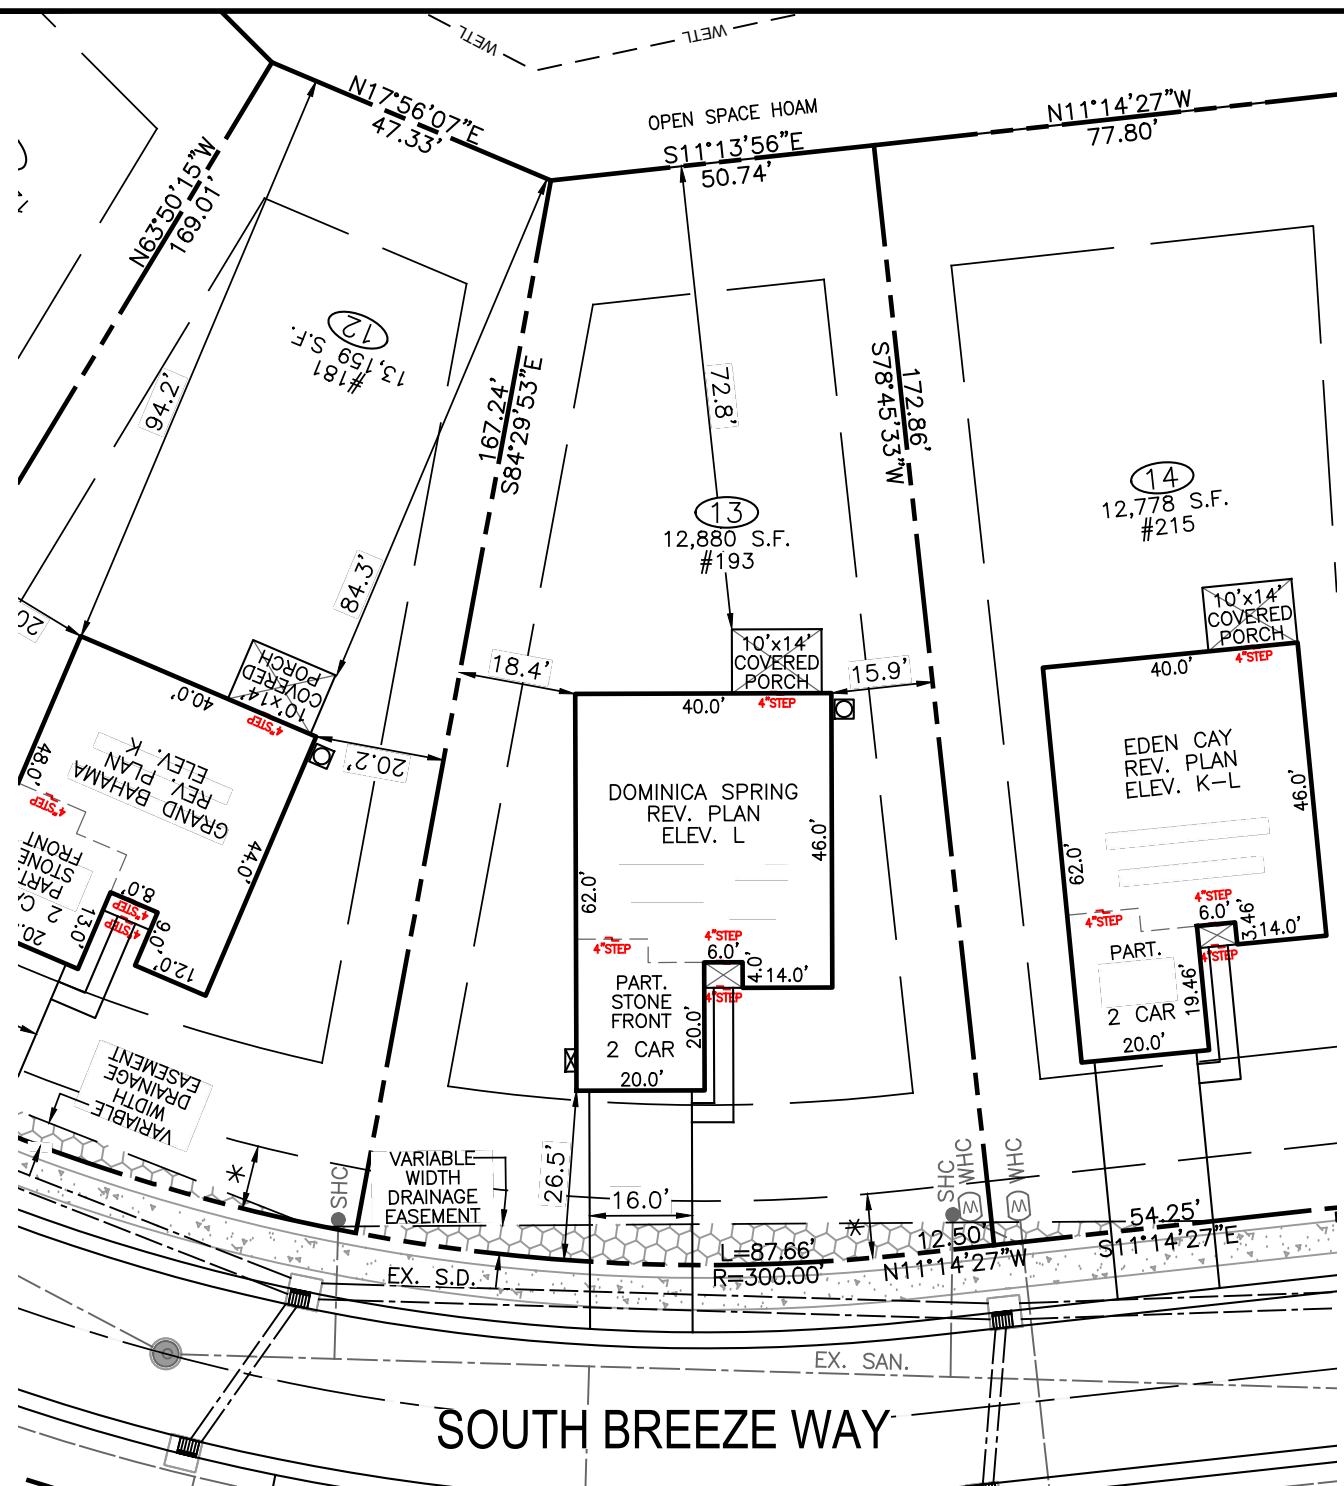 WETL
WETL
N17°56'07"E
47.33'
OPEN SPACE HOAM
S11°13'56"E
50.74'
N11°14'27"W
77.80'
N63°50'15"W
169.01'
12
13,159 S.F.
#181
94.2'
84.3'
167.24'
S84°29'53"E
72.8'
172.86'
S78°45'33"W
13
12,880 S.F.
#193
14
12,778 S.F.
#215
10'x14'
COVERED
PORCH
4"STEP
40.0'
20.2'
48.0'
GRAND BAHAMA
REV. PLAN
ELEV. K
4"STEP
44.0'
PART.
STONE
FRONT
8.0'
4"STEP
4"STEP
13.0'
9.0'
12.0'
18.4'
10'x14'
COVERED
PORCH
15.9'
40.0'
4"STEP
DOMINICA SPRING
REV. PLAN
ELEV. L
46.0'
62.0'
4"STEP
4"STEP
6.0'
4.0'
14.0'
4"STEP
PART.
STONE
FRONT
2 CAR
20.0'
20.0'
10'x14'
COVERED
PORCH
40.0'
4"STEP
EDEN CAY
REV. PLAN
ELEV. K-L
46.0'
62.0'
4"STEP
4"STEP
6.0'
3.46'
14.0'
4"STEP
PART.
2 CAR
19.46'
20.0'
VARIABLE
WIDTH
DRAINAGE
EASEMENT
SHC
VARIABLE
WIDTH
DRAINAGE
EASEMENT
26.5'
16.0'
SHC
WHC
WHC
L=87.66'
R=300.00'
12.50'
N11°14'27"W
54.25'
S11°14'27"E
EX. S.D.
EX. SAN.
SOUTH BREEZE WAY